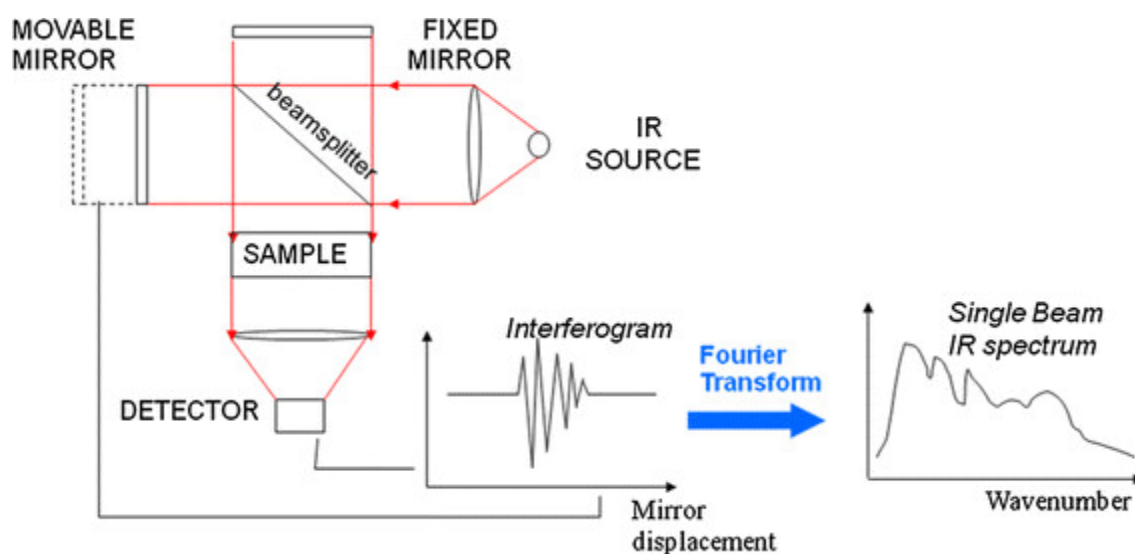 MOVABLE
MIRROR
FIXED
MIRROR
beamsplitter
IR
SOURCE
SAMPLE
DETECTOR
Interferogram
Mirror
displacement
Fourier
Transform
Single Beam
IR spectrum
Wavenumber